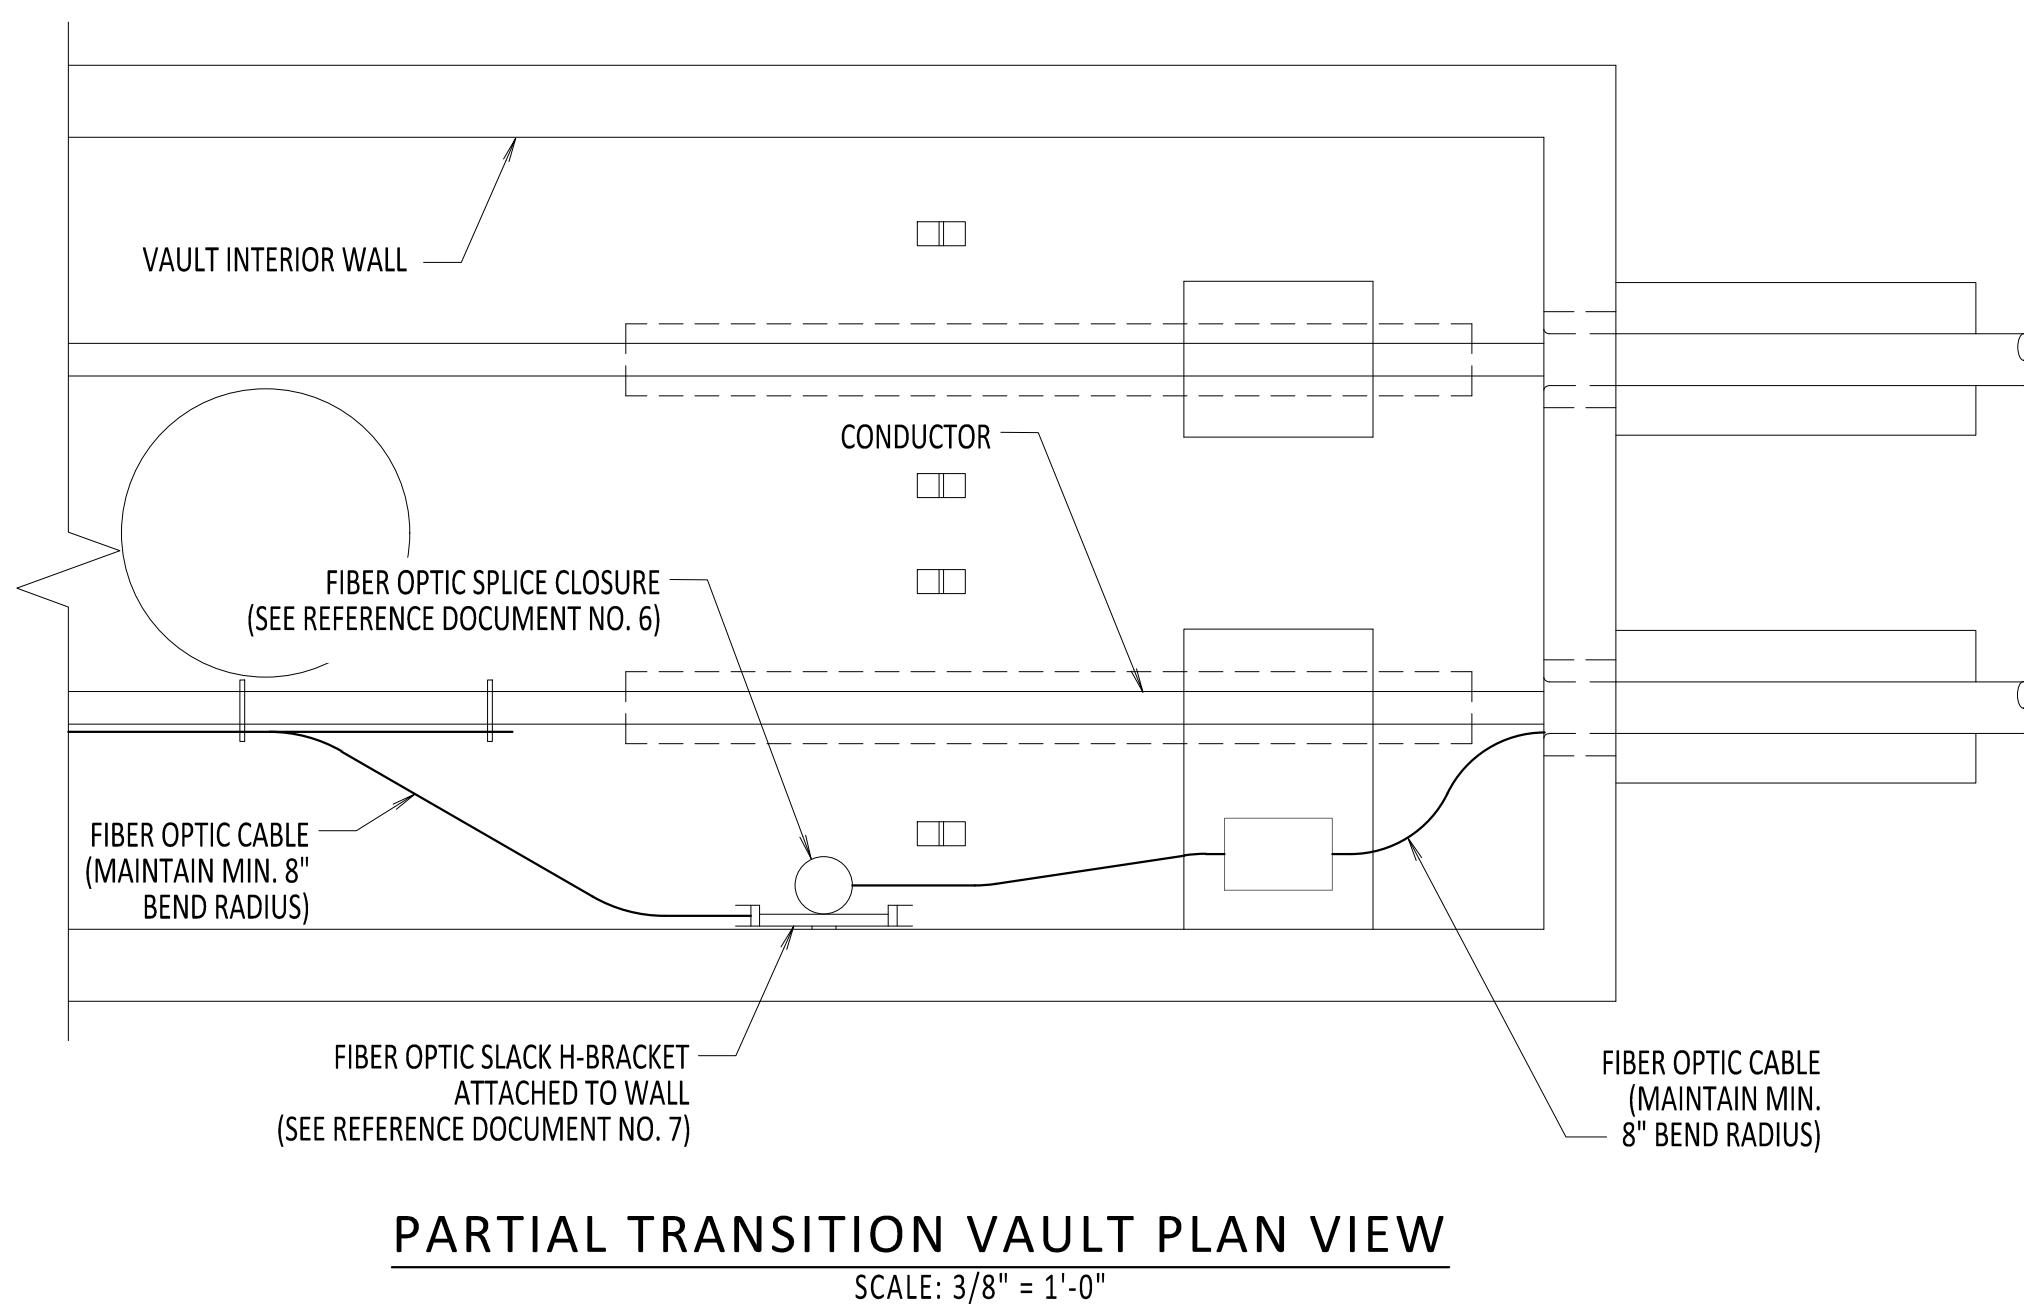 VAULT INTERIOR WALL
CONDUCTOR
FIBER OPTIC SPLICE CLOSURE
(SEE REFERENCE DOCUMENT NO. 6)
FIBER OPTIC CABLE
(MAINTAIN MIN. 8"
BEND RADIUS)
FIBER OPTIC SLACK H-BRACKET
ATTACHED TO WALL
(SEE REFERENCE DOCUMENT NO. 7)
FIBER OPTIC CABLE
(MAINTAIN MIN.
8" BEND RADIUS)
PARTIAL TRANSITION VAULT PLAN VIEW
SCALE: 3/8" = 1'-0"